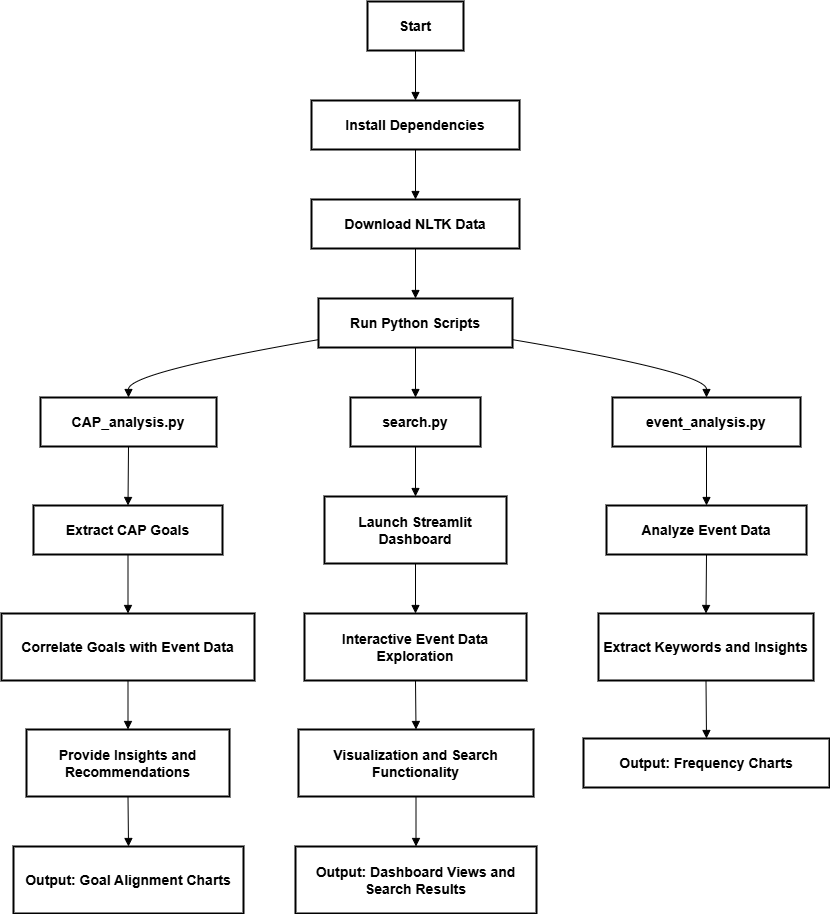 Start
Install Dependencies
Download NLTK Data
Run Python Scripts
CAP_analysis.py
search.py
event_analysis.py
Extract CAP Goals
Launch Streamlit
Dashboard
Analyze Event Data
Correlate Goals with Event Data
Interactive Event Data
Exploration
Extract Keywords and Insights
Provide Insights and
Recommendations
Visualization and Search
Functionality
Output: Frequency Charts
Output: Goal Alignment Charts
Output: Dashboard Views and
Search Results